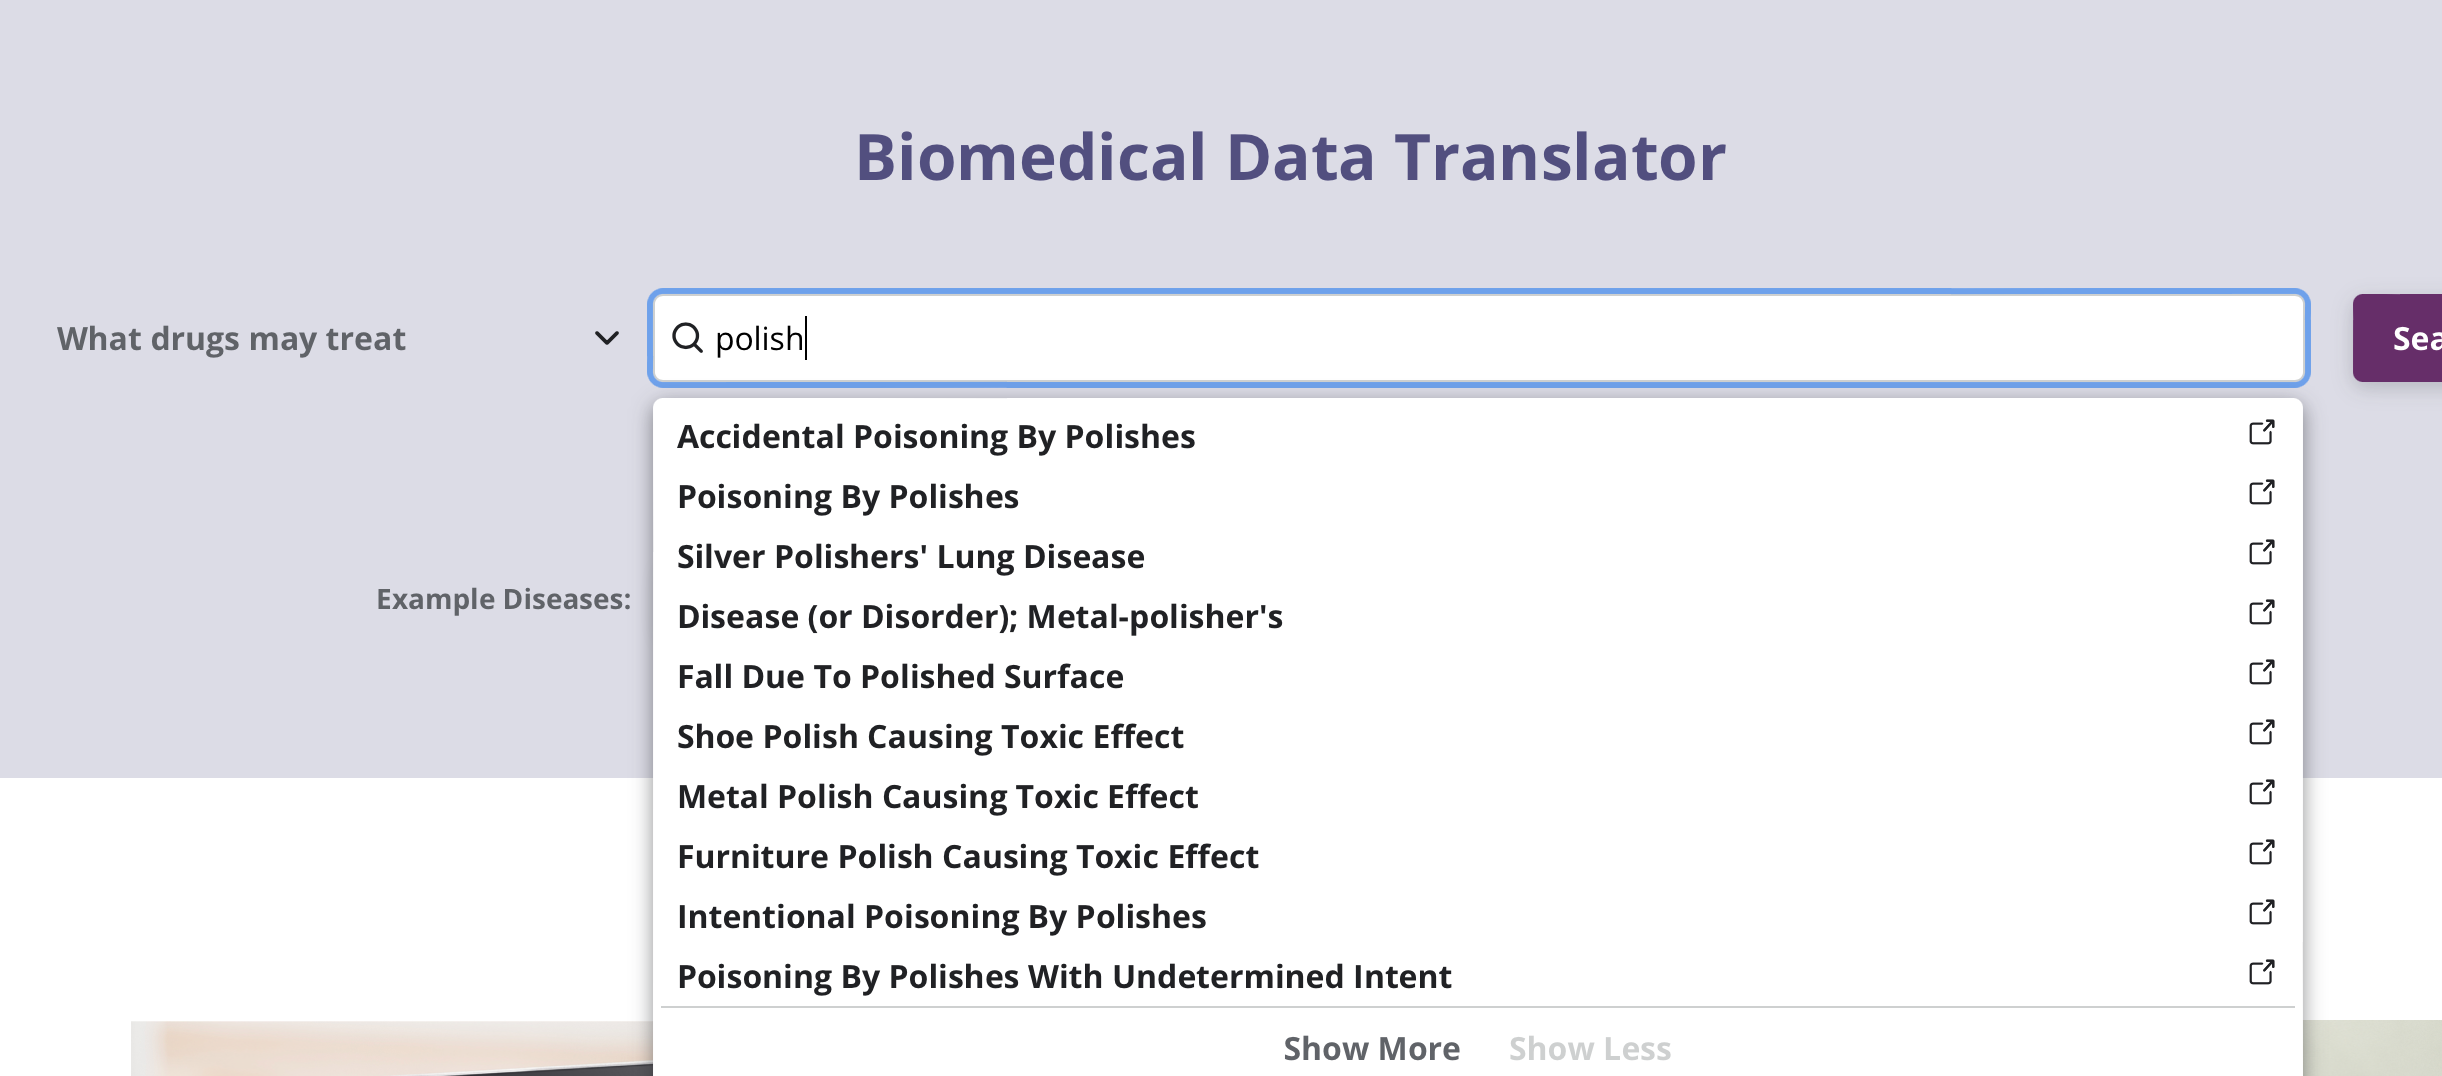 Biomedical Data Translator
What drugs may treat
polish
Accidental Poisoning By Polishes
Poisoning By Polishes
Silver Polishers' Lung Disease
Disease (or Disorder); Metal-polisher's
Fall Due To Polished Surface
Shoe Polish Causing Toxic Effect
Metal Polish Causing Toxic Effect
Furniture Polish Causing Toxic Effect
Intentional Poisoning By Polishes
Poisoning By Polishes With Undetermined Intent
Show More Show Less
Example Diseases:
Sea